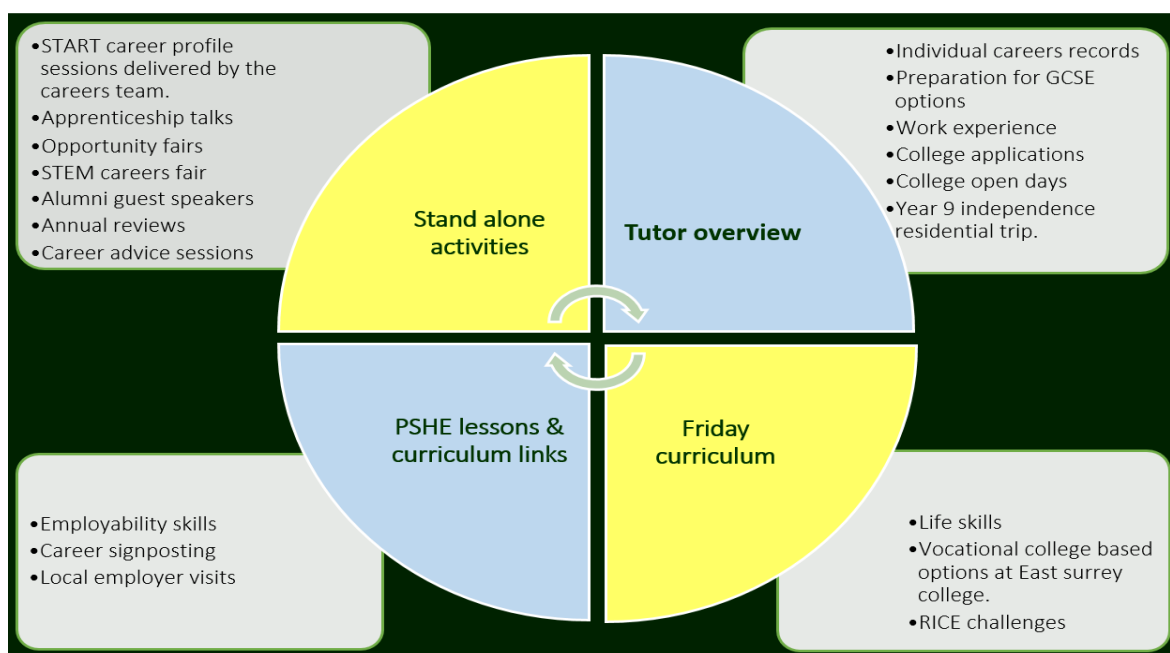 •START career profile
sessions delivered by the
careers team.
•Apprenticeship talks
•Opportunity fairs
•STEM careers fair
•Alumni guest speakers
•Annual reviews
•Career advice sessions
Stand alone
activities
Tutor overview
•Individual careers records
•Preparation for GCSE
options
•Work experience
•College applications
•College open days
•Year 9 independence
residential trip.
PSHE lessons &
curriculum links
Friday
curriculum
•Employability skills
•Career signposting
•Local employer visits
•Life skills
•Vocational college based
options at East surrey
college.
•RICE challenges